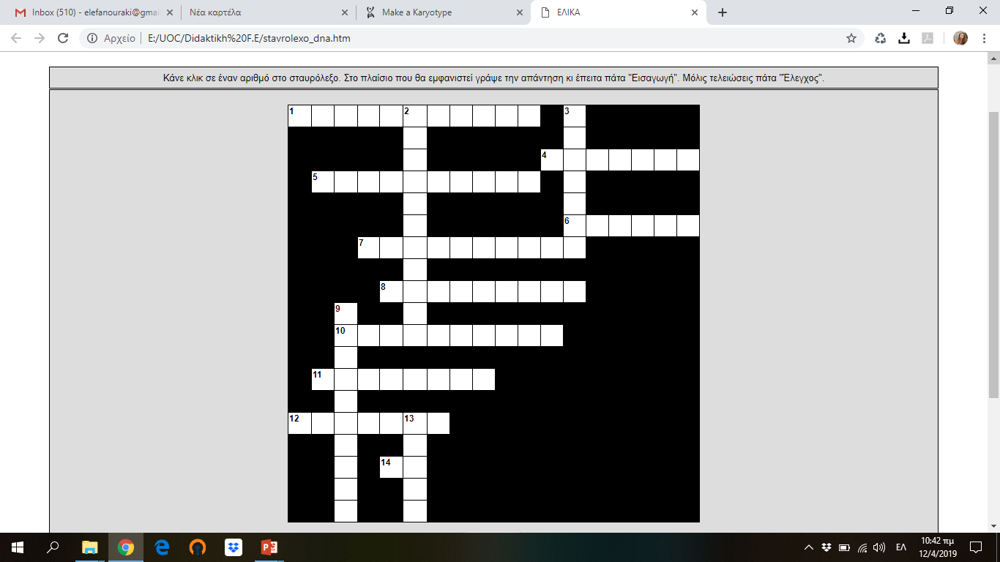 Inbox (510) - elefanouraki@gmai
Νέα καρτέλα
Make a Karyotype
ΕΛΙΚΑ
Αρχείο
E:/UOC/Didaktikh%20F.E/stavrolexo_dna.htm
Κάνε κλικ σε έναν αριθμό στο σταυρόλεξο. Στο πλαίσιο που θα εμφανιστεί γράψε την απάντηση κι έπειτα πάτα "Εισαγωγή". Μόλις τελειώσεις πάτα "Έλεγχος".
1 2 3
4
5
6
7
8
9
10
11
12 13
14
ΕΛ
10:42 πμ
12/4/2019